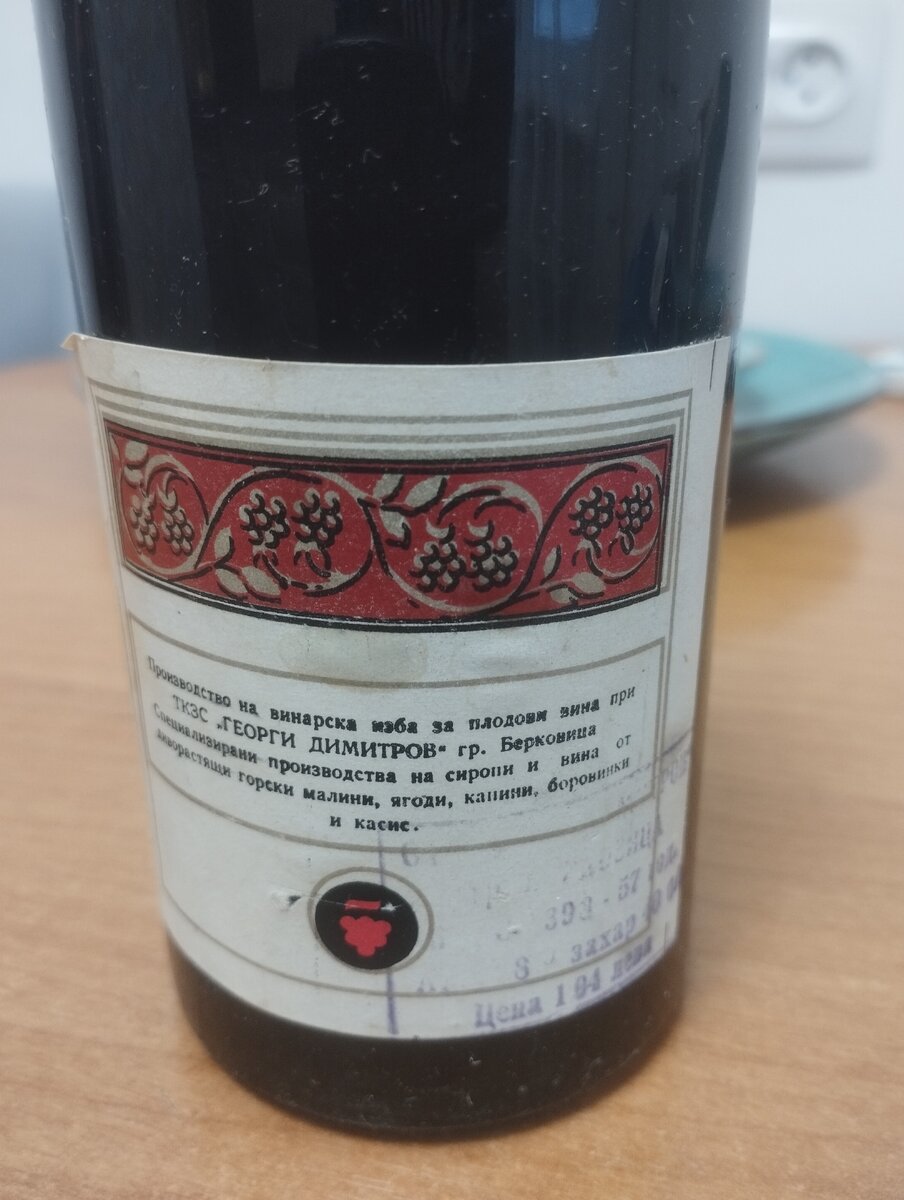 Производство на винарска изба за плодови вина при
ТКЗС „ГЕОРГИ ДИМИТРОВ“ гр. Берковица
Специализирани производства на сиропи и вина от
диворастящи горски малини, ягоди, капини, боровинки
и касис.
393 - 57
захар
Цена 1 04 лева